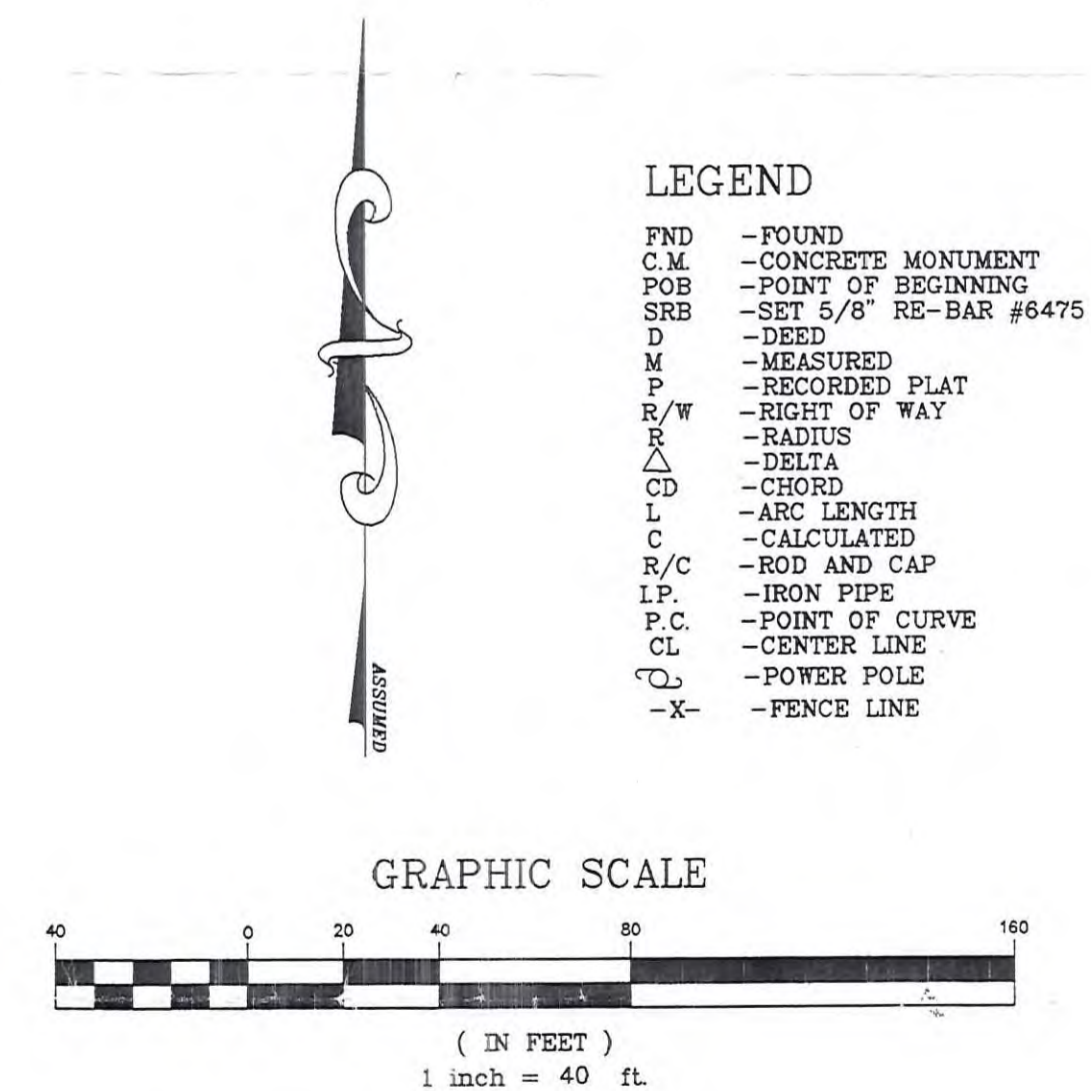 ASSUMED
LEGEND
FND -FOUND
C.M. -CONCRETE MONUMENT
POB -POINT OF BEGINNING
SRB -SET 5/8" RE-BAR #6475
D -DEED
M -MEASURED
P -RECORDED PLAT
R/W -RIGHT OF WAY
R -RADIUS
△ -DELTA
CD -CHORD
L -ARC LENGTH
C -CALCULATED
R/C -ROD AND CAP
I.P. -IRON PIPE
P.C. -POINT OF CURVE
CL -CENTER LINE
-POWER POLE
-X- -FENCE LINE
GRAPHIC SCALE
40 0 20 40 80 160
( IN FEET )
1 inch = 40 ft.